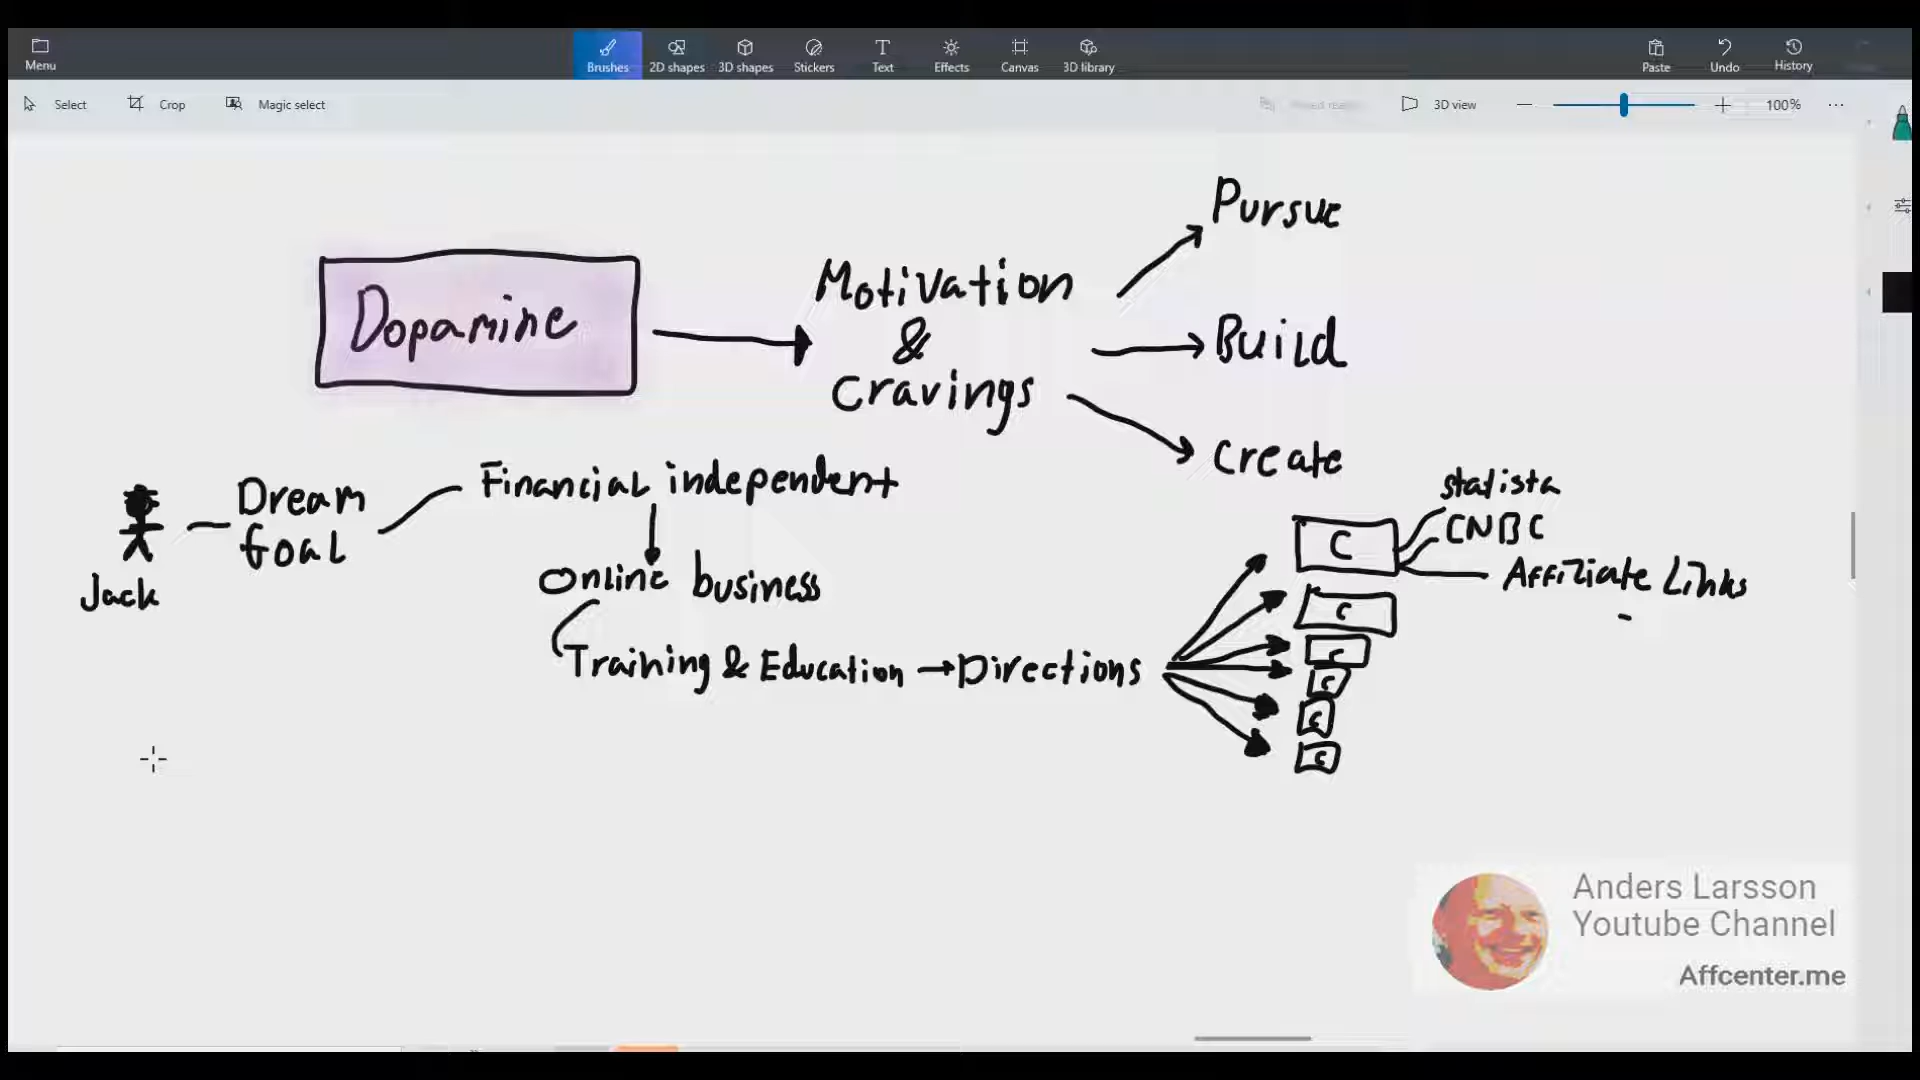 Menu
Brushes
2D shapes
3D shapes
Stickers
Text
Effects
Canvas
3D library
Paste
Undo
History
Select
Crop
Magic select
3D view
100%
Pursue
Dopamine
Motivation
&
Cravings
Build
Create
Jack
Dream
Goal
Financial independent
Online business
Training & Education
Directions
C
C
C
C
C
C
statista
CNBC
Affiliate Links
Anders Larsson
Youtube Channel
Affcenter.me